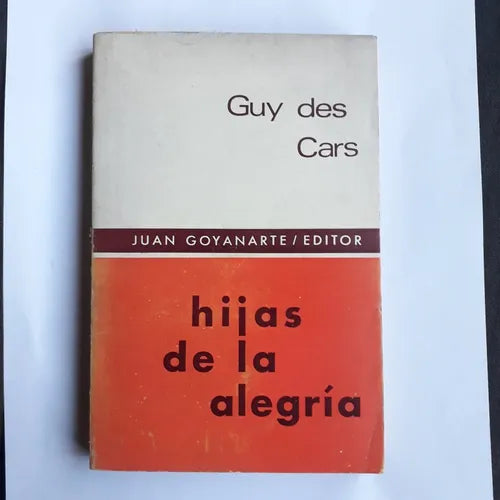 Guy des
Cars
JUAN GOYANARTE/EDITOR
hijas
de la
alegría